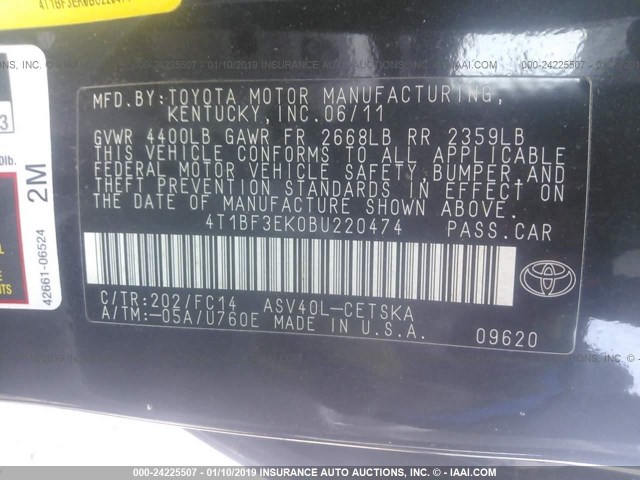 4T1BF3EK0BU220474
MFD.BY:TOYOTA MOTOR MANUFACTURING,
KENTUCKY, INC.06/11
GVWR 4400LB GAWR FR 2668LB RR 2359LB
THIS VEHICLE CONFORMS TO ALL APPLICABLE
FEDERAL MOTOR VEHICLE SAFETY, BUMPER, AND
THEFT PREVENTION STANDARDS IN EFFECT ON
THE DATE OF MANUFACTURE SHOWN ABOVE.
4T1BF3EK0BU220474 PASS.CAR
C/TR:202/FC14 ASV40L-CETSKA
A/TM:-05A/U760E MADE IN U.S.A.
09620
3
2M
42661-06524
000-24225507 - 01/10/2019 INSURANCE AUTO AUCTIONS - © - IAAI.COM